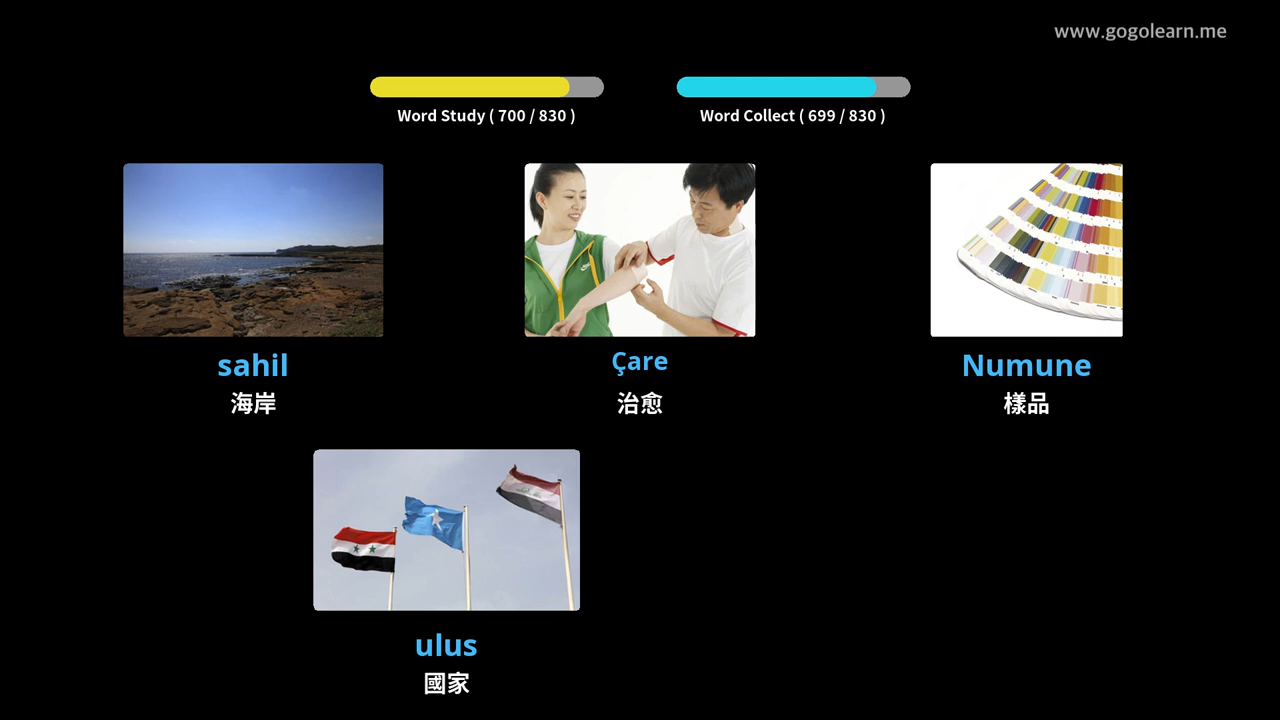 www.gogolearn.me
Word Study ( 700 / 830 )
Word Collect ( 699 / 830 )
sahil
海岸
Çare
治愈
Numune
樣品
ulus
國家